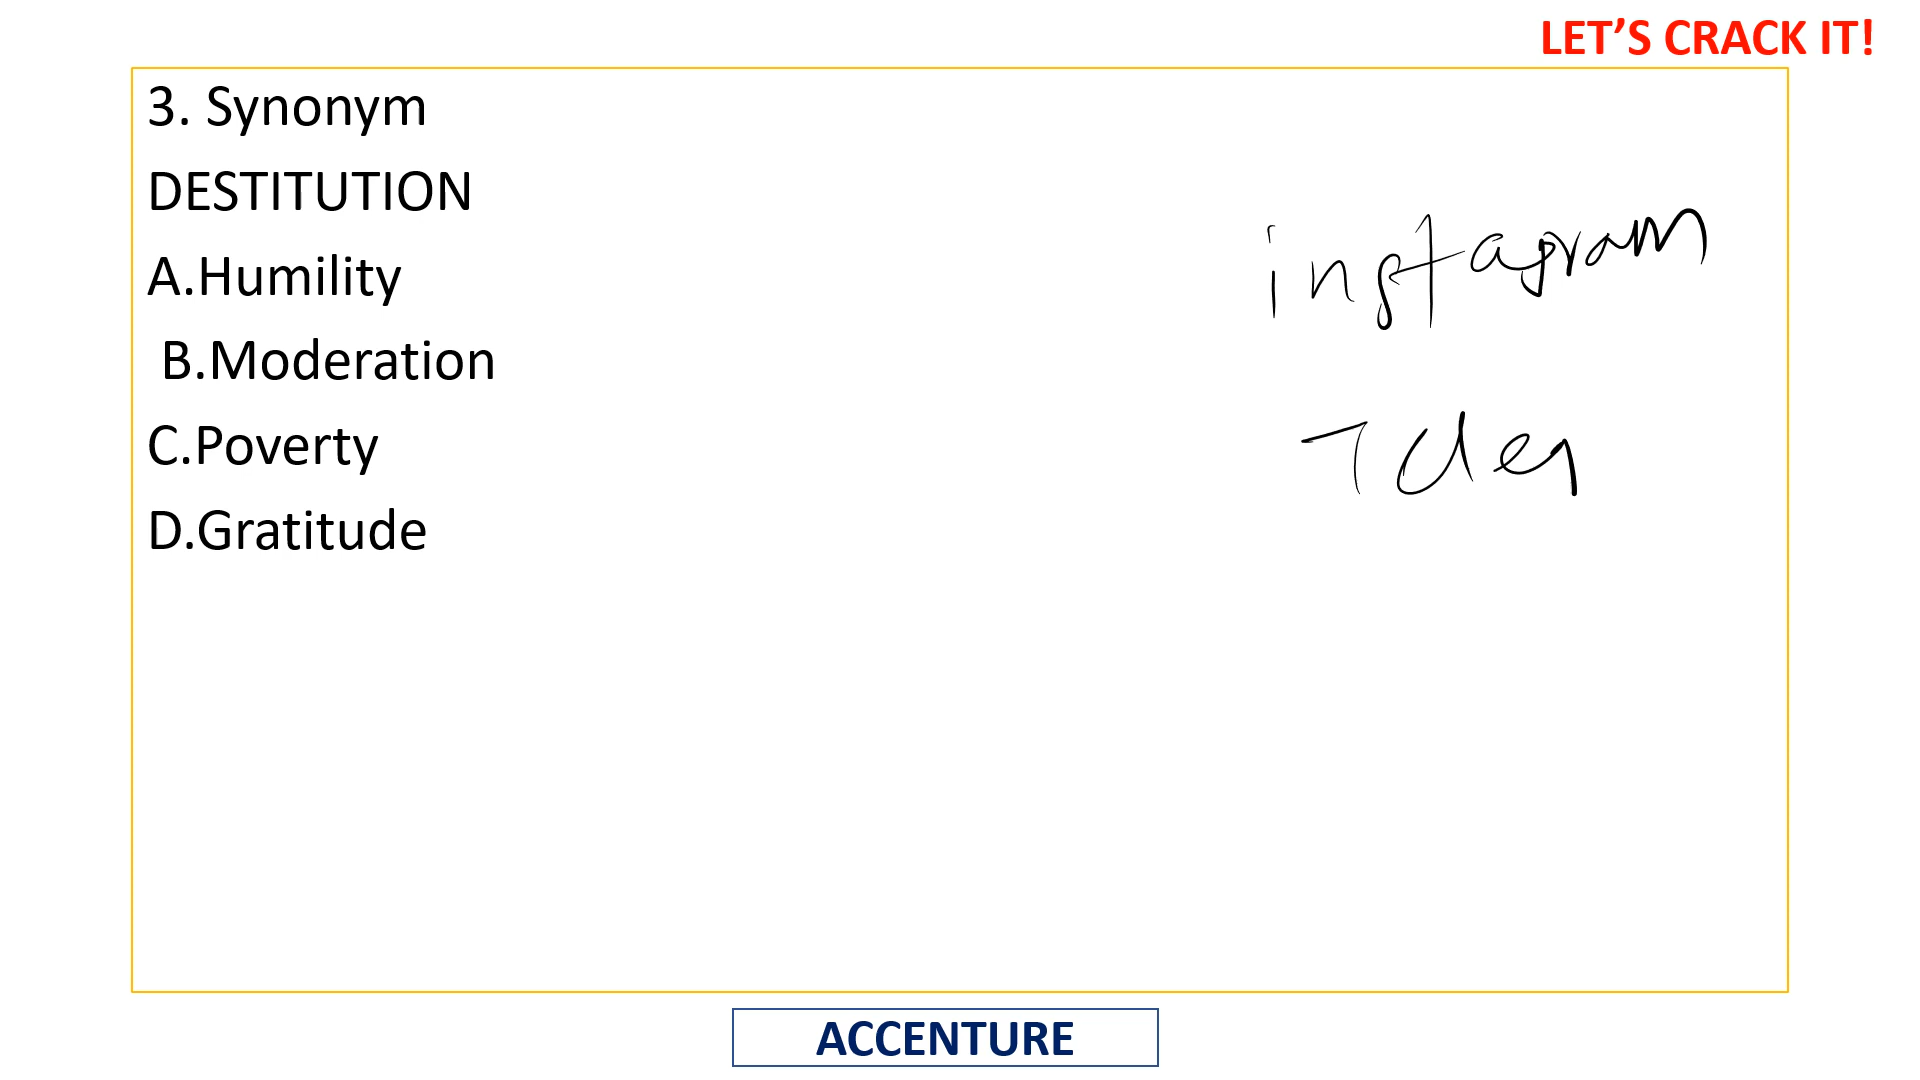 LET’S CRACK IT!
3. Synonym
DESTITUTION
A.Humility
B.Moderation
C.Poverty
D.Gratitude
instagram
ACCENTURE